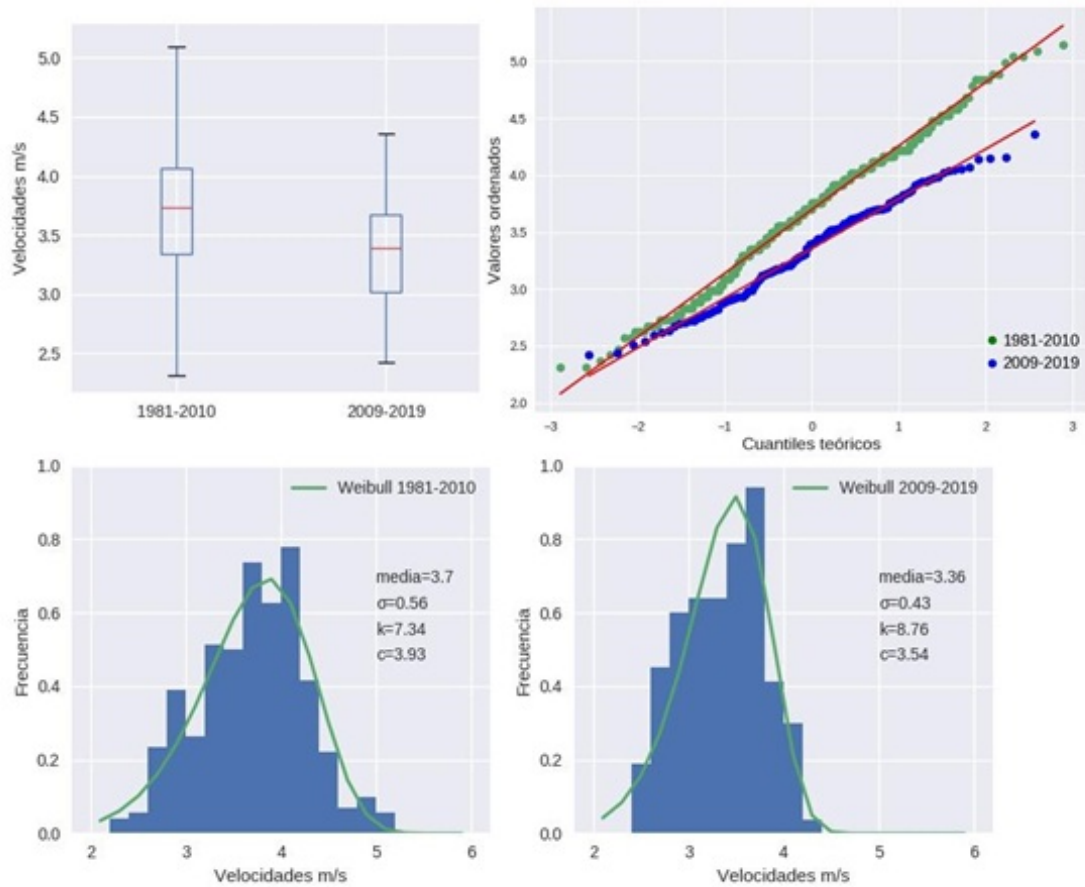 Velocidades m/s
5.0
4.5
4.0
3.5
3.0
2.5
1981-2010
2009-2019
Valores ordenados
5.0
4.5
4.0
3.5
3.0
2.5
2.0
1981-2010
2009-2019
−3
−2
−1
0
1
2
3
Cuantiles teóricos
Frecuencia
1.0
0.8
0.6
0.4
0.2
0.0
Weibull 1981-2010
media=3.7
σ=0.56
k=7.34
c=3.93
2
3
4
5
6
Velocidades m/s
Frecuencia
1.0
0.8
0.6
0.4
0.2
0.0
Weibull 2009-2019
media=3.36
σ=0.43
k=8.76
c=3.54
2
3
4
5
6
Velocidades m/s